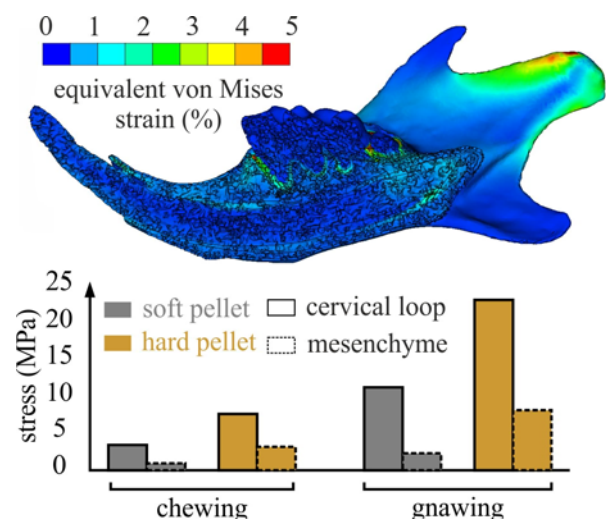 0 1 2 3 4 5
equivalent von Mises
strain (%)
25
20
15
10
5
0
stress (MPa)
soft pellet
cervical loop
hard pellet
mesenchyme
chewing
gnawing